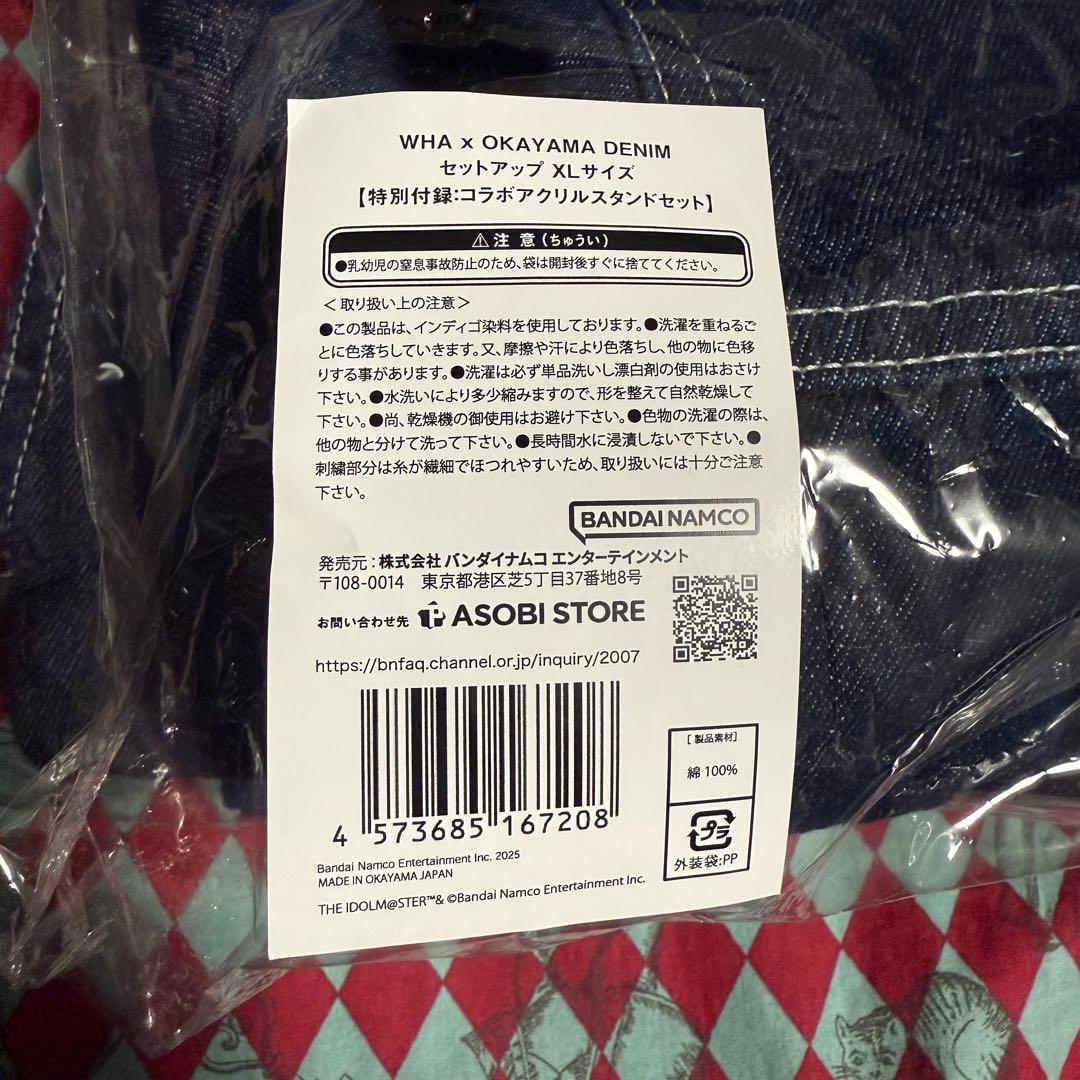 WHA x OKAYAMA DENIM
セットアップ XLサイズ
【特別付録:コラボアクリルスタンドセット】
⚠注 意(ちゅうい)
●乳幼児の窒息事故防止のため、袋は開封後すぐに捨ててください。
＜取り扱い上の注意＞
●この製品は、インディゴ染料を使用しております。●洗濯を重ねるご
とに色落ちしていきます。又、摩擦や汗により色落ちし、他の物に色移
りする事があります。●洗濯は必ず単品洗いし漂白剤の使用はおさけ
下さい。●水洗いにより多少縮みますので、形を整えて自然乾燥して
下さい。●尚、乾燥機の御使用はお避け下さい。●色物の洗濯の際は、
他の物と分けて洗って下さい。●長時間水に浸漬しないで下さい。●
刺繍部分は糸が繊細でほつれやすいため、取り扱いには十分ご注意
下さい。
BANDAI NAMCO
発売元:株式会社 バンダイナムコ エンターテインメント
〒108-0014 東京都港区芝5丁目37番地8号
お問い合わせ先 ASOBI STORE
https://bnfaq.channel.or.jp/inquiry/2007
4 573685 167208
[ 製品素材]
綿 100%
プラ
外装袋:PP
Bandai Namco Entertainment Inc. 2025
MADE IN OKAYAMA JAPAN
THE IDOLM@STER™& ©Bandai Namco Entertainment Inc.